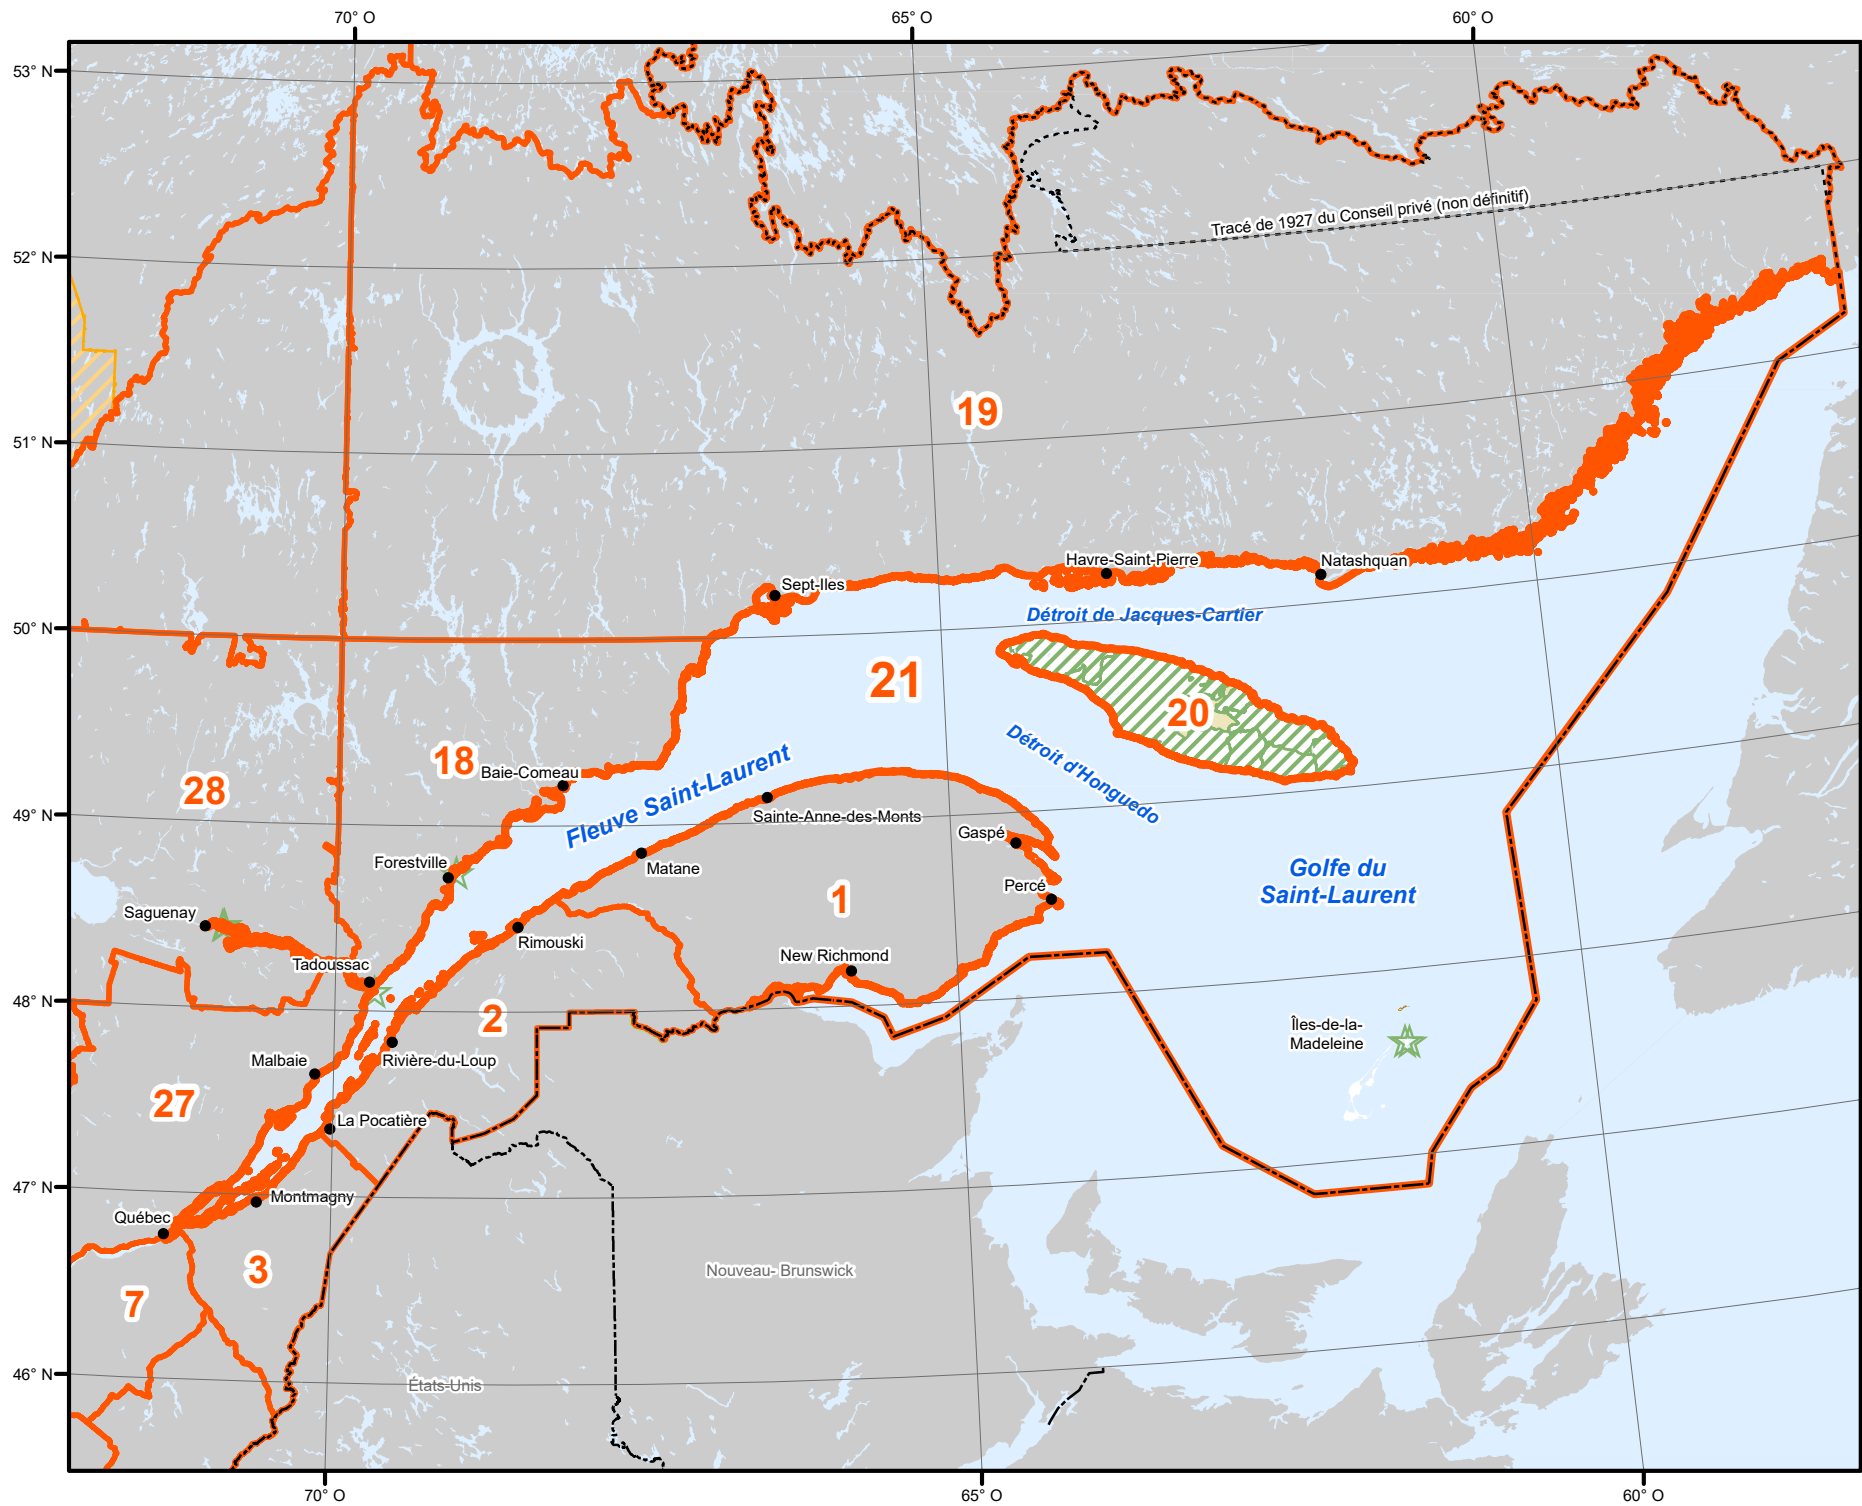 70° O
65° O
60° O
53° N
Tracé de 1927 du Conseil privé (non définitif)
52° N
19
51° N
Havre-Saint-Pierre
Natashquan
Sept-Iles
Détroit de Jacques-Cartier
50° N
21
20
Détroit d'Honguedo
18
Baie-Comeau
28
Fleuve Saint-Laurent
49° N
Sainte-Anne-des-Monts
Gaspé
Forestville
Matane
Golfe du
Saint-Laurent
Percé
1
Saguenay
Rimouski
New Richmond
Tadoussac
48° N
2
Îles-de-la-
Madeleine
Malbaie
Rivière-du-Loup
27
La Pocatière
47° N
Montmagny
Québec
3
Nouveau- Brunswick
7
46° N
États-Unis
70° O
65° O
60° O